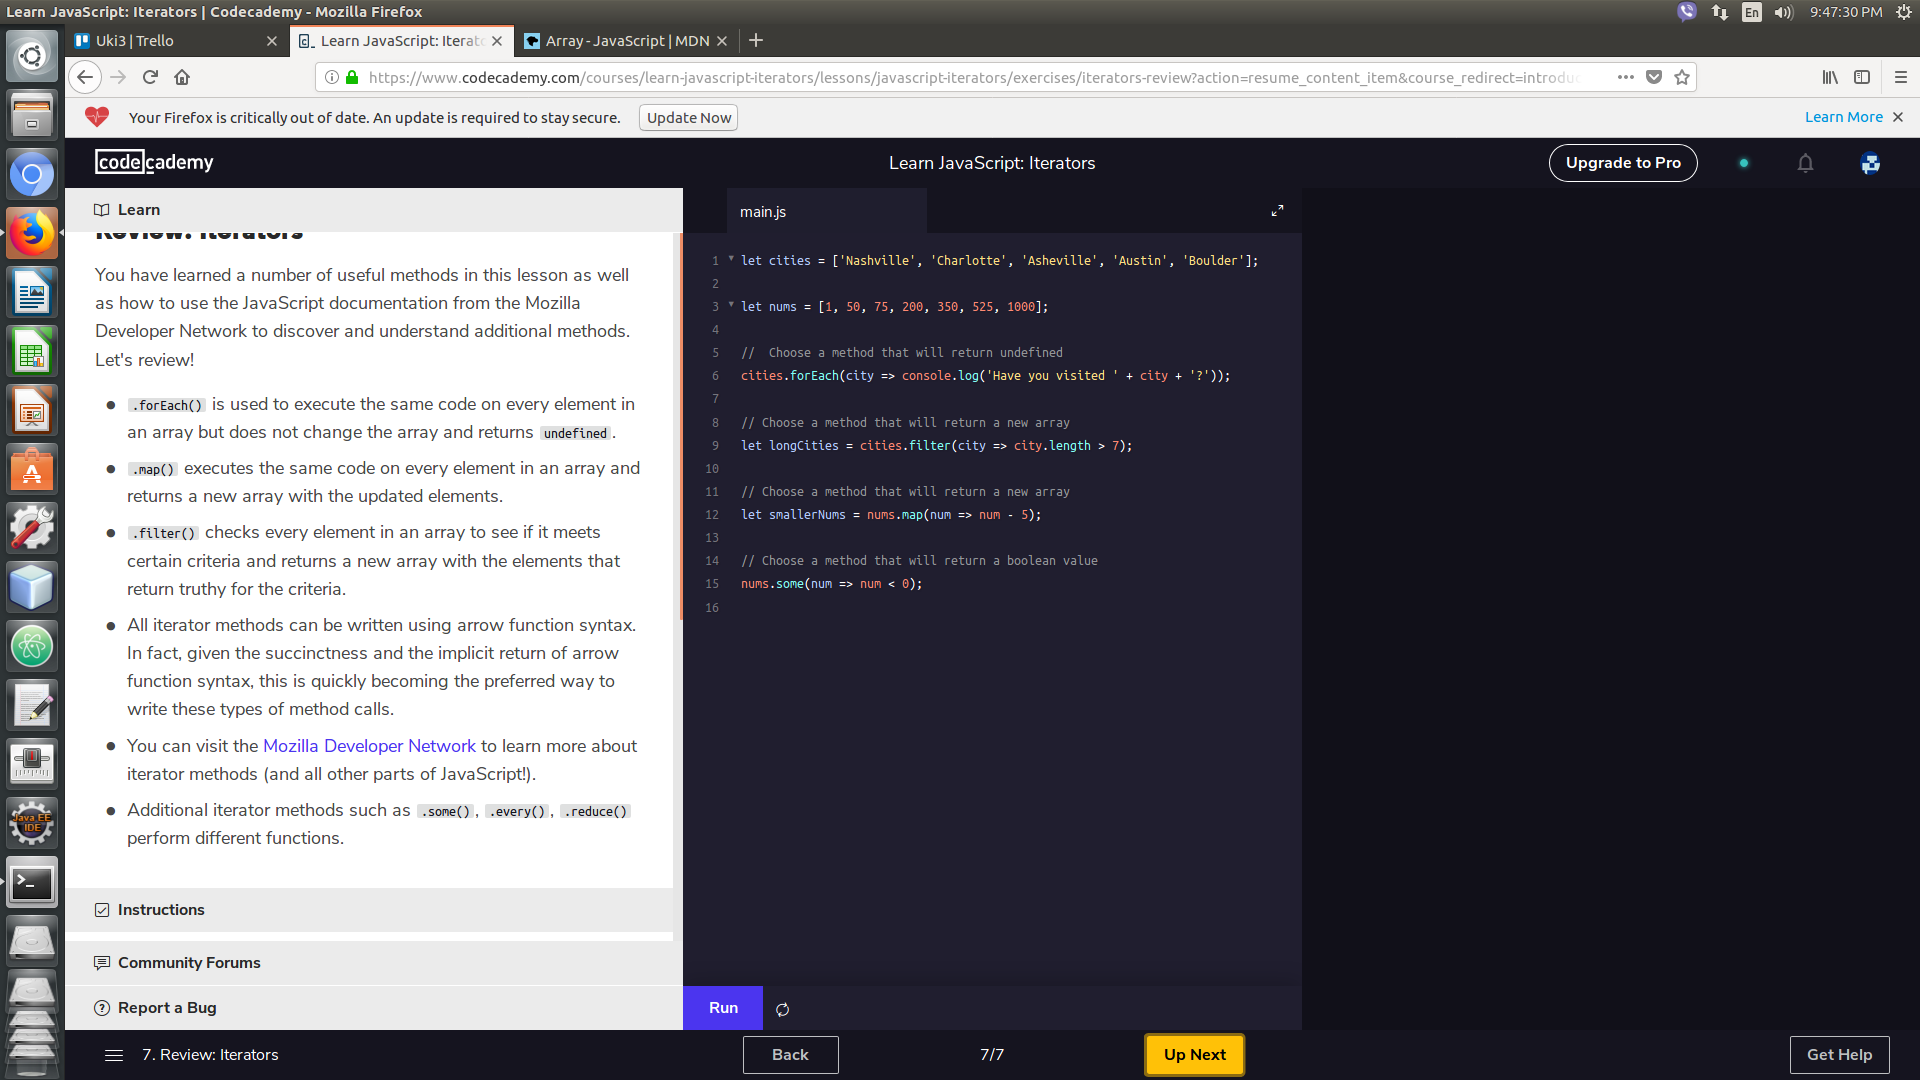 Learn JavaScript: Iterators | Codecademy - Mozilla Firefox
En
9:47:30 PM
Uki3 | Trello
Learn JavaScript: Iterato
Array - JavaScript | MDN
https://www.codecademy.com/courses/learn-javascript-iterators/lessons/javascript-iterators/exercises/iterators-review?action=resume_content_item&course_redirect=introduc
Your Firefox is critically out of date. An update is required to stay secure.
Update Now
Learn More
codecademy
Learn JavaScript: Iterators
Upgrade to Pro
Learn
main.js
Review: Iterators
You have learned a number of useful methods in this lesson as well
as how to use the JavaScript documentation from the Mozilla
Developer Network to discover and understand additional methods.
Let's review!
.forEach() is used to execute the same code on every element in
an array but does not change the array and returns undefined.
.map() executes the same code on every element in an array and
returns a new array with the updated elements.
.filter() checks every element in an array to see if it meets
certain criteria and returns a new array with the elements that
return truthy for the criteria.
All iterator methods can be written using arrow function syntax.
In fact, given the succinctness and the implicit return of arrow
function syntax, this is quickly becoming the preferred way to
write these types of method calls.
You can visit the Mozilla Developer Network to learn more about
iterator methods (and all other parts of JavaScript!).
Additional iterator methods such as .some(), .every(), .reduce()
perform different functions.
Instructions
Community Forums
Report a Bug
1 let cities = ['Nashville', 'Charlotte', 'Asheville', 'Austin', 'Boulder'];
2
3 let nums = [1, 50, 75, 200, 350, 525, 1000];
4
5 //  Choose a method that will return undefined
6 cities.forEach(city => console.log('Have you visited ' + city + '?'));
7
8 // Choose a method that will return a new array
9 let longCities = cities.filter(city => city.length > 7);
10
11 // Choose a method that will return a new array
12 let smallerNums = nums.map(num => num - 5);
13
14 // Choose a method that will return a boolean value
15 nums.some(num => num < 0);
16
Run
7. Review: Iterators
Back
7/7
Up Next
Get Help
Java EE
IDE